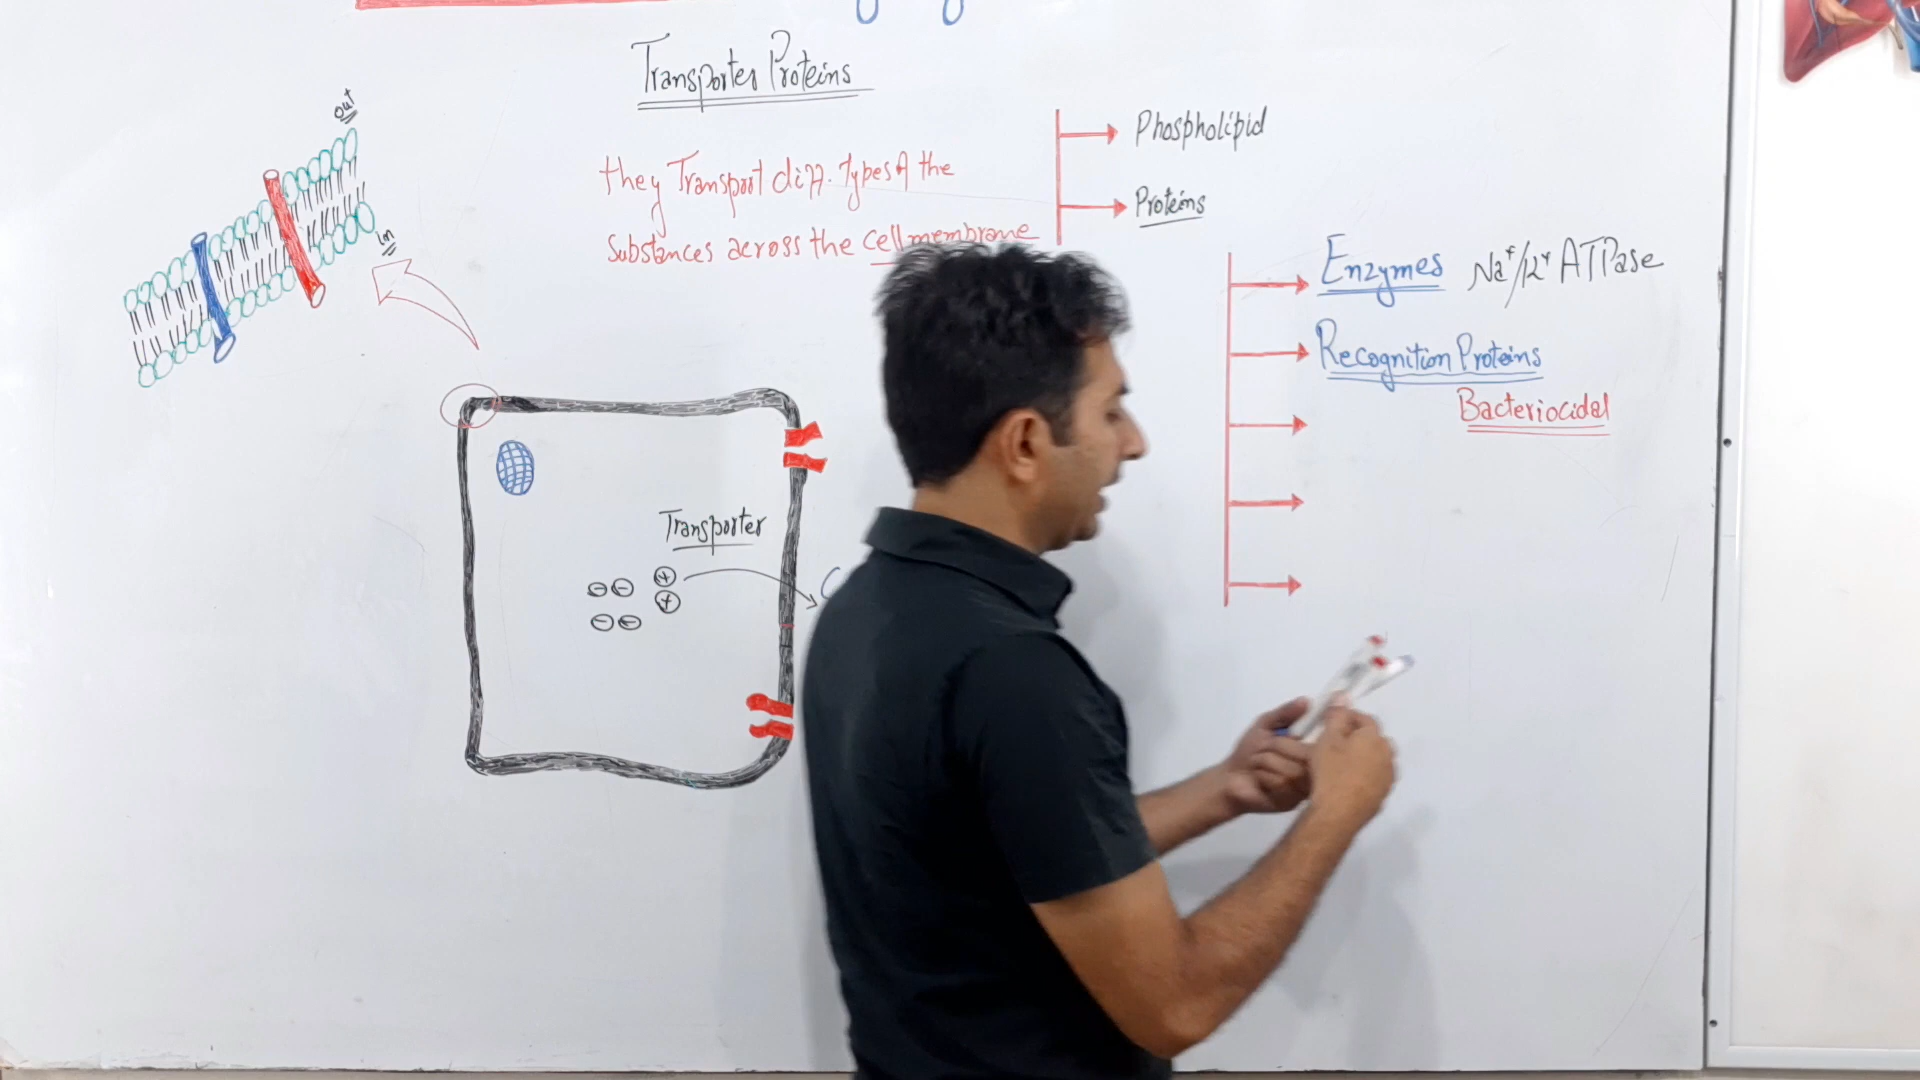 Transporter Proteins
they Transport diff. Types of the
Substances across the cell membrane
out
in
Phospholipid
Proteins
Enzymes Na+/K+ ATPase
Recognition Proteins
Bacteriocidal
Transporter
- - +
+
- -